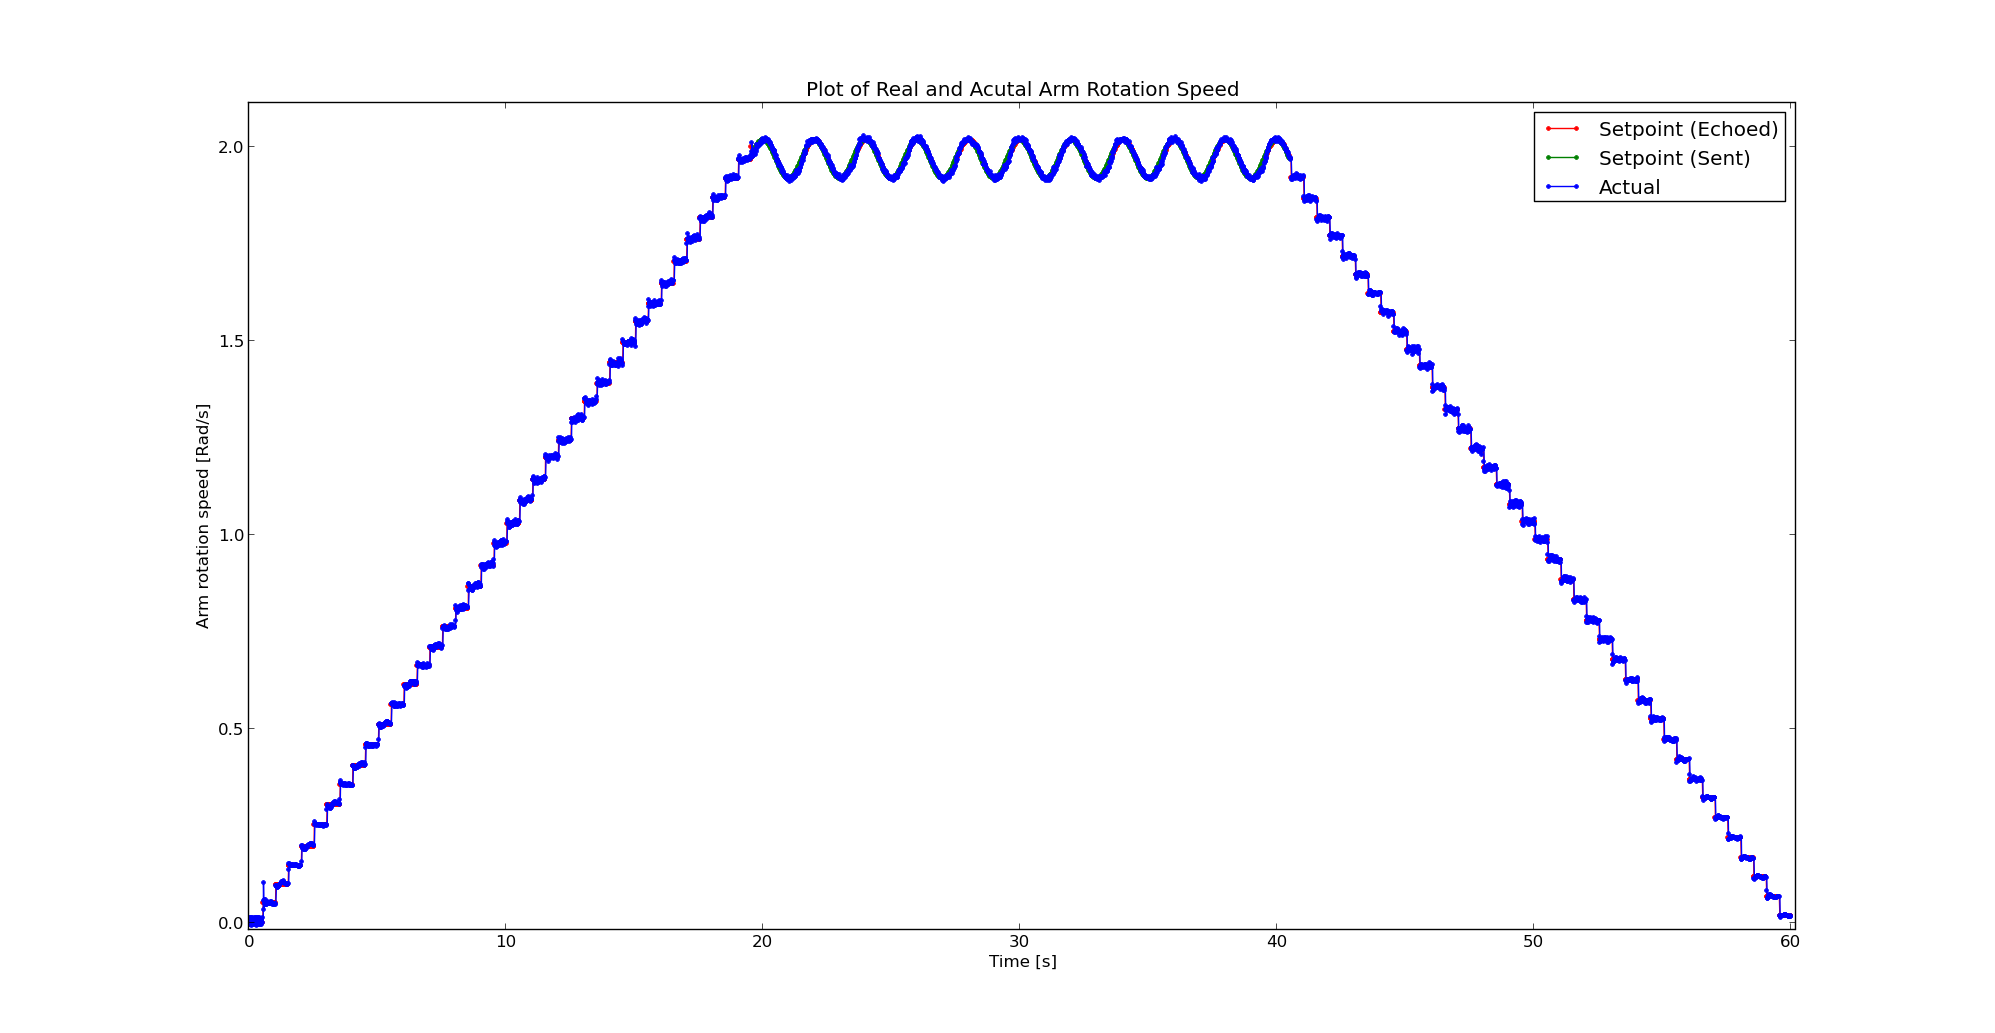 Plot of Real and Acutal Arm Rotation Speed
Setpoint (Echoed)
Setpoint (Sent)
Actual
Arm rotation speed [Rad/s]
2.0
1.5
1.0
0.5
0.0
0 10 20 30 40 50 60
Time [s]